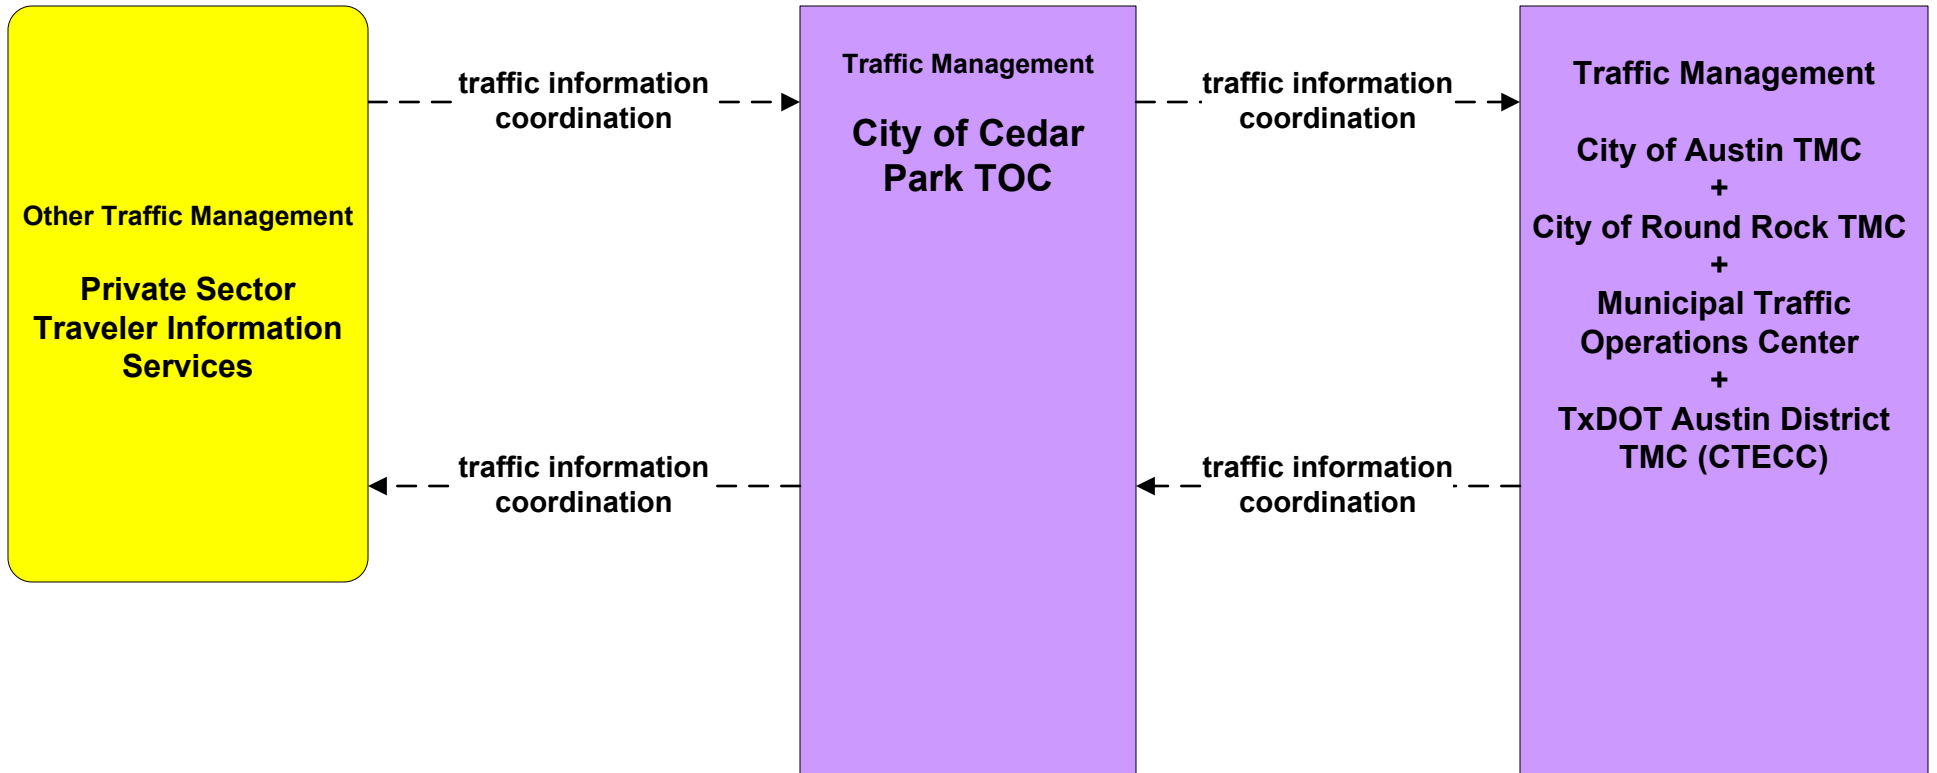 Other Traffic Management
Private Sector
Traveler Information
Services
traffic information
coordination
traffic information
coordination
Traffic Management
City of Cedar
Park TOC
traffic information
coordination
traffic information
coordination
Traffic Management
City of Austin TMC
+
City of Round Rock TMC
+
Municipal Traffic
Operations Center
+
TxDOT Austin District
TMC (CTECC)